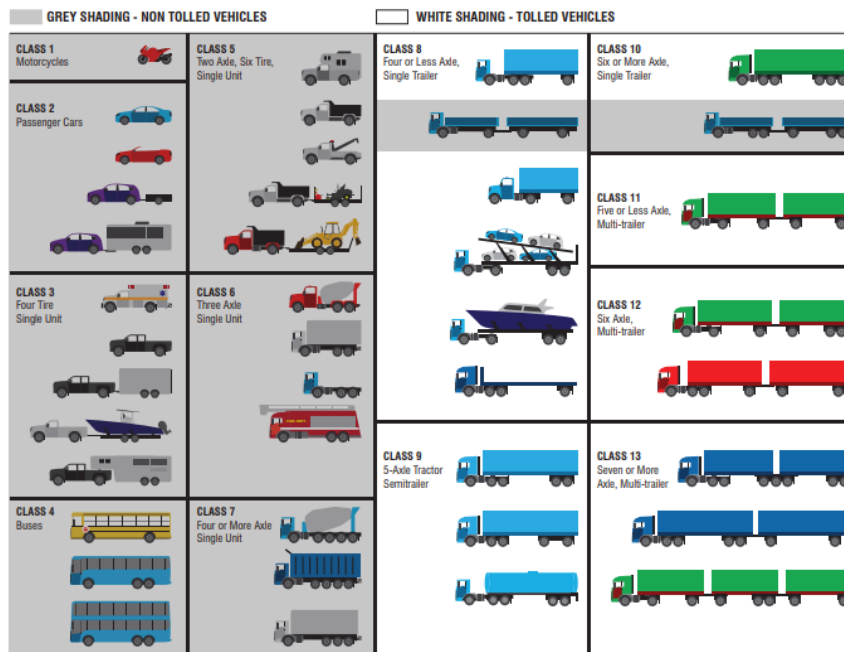 GREY SHADING - NON TOLLED VEHICLES
WHITE SHADING - TOLLED VEHICLES
CLASS 1
Motorcycles
CLASS 2
Passenger Cars
CLASS 3
Four Tire
Single Unit
CLASS 4
Buses
CLASS 5
Two Axle, Six Tire,
Single Unit
CLASS 6
Three Axle
Single Unit
FIRE DEPT
CLASS 7
Four or More Axle
Single Unit
CLASS 8
Four or Less Axle,
Single Trailer
CLASS 9
5-Axle Tractor
Semitrailer
CLASS 10
Six or More Axle,
Single Trailer
CLASS 11
Five or Less Axle,
Multi-trailer
CLASS 12
Six Axle,
Multi-trailer
CLASS 13
Seven or More
Axle, Multi-trailer